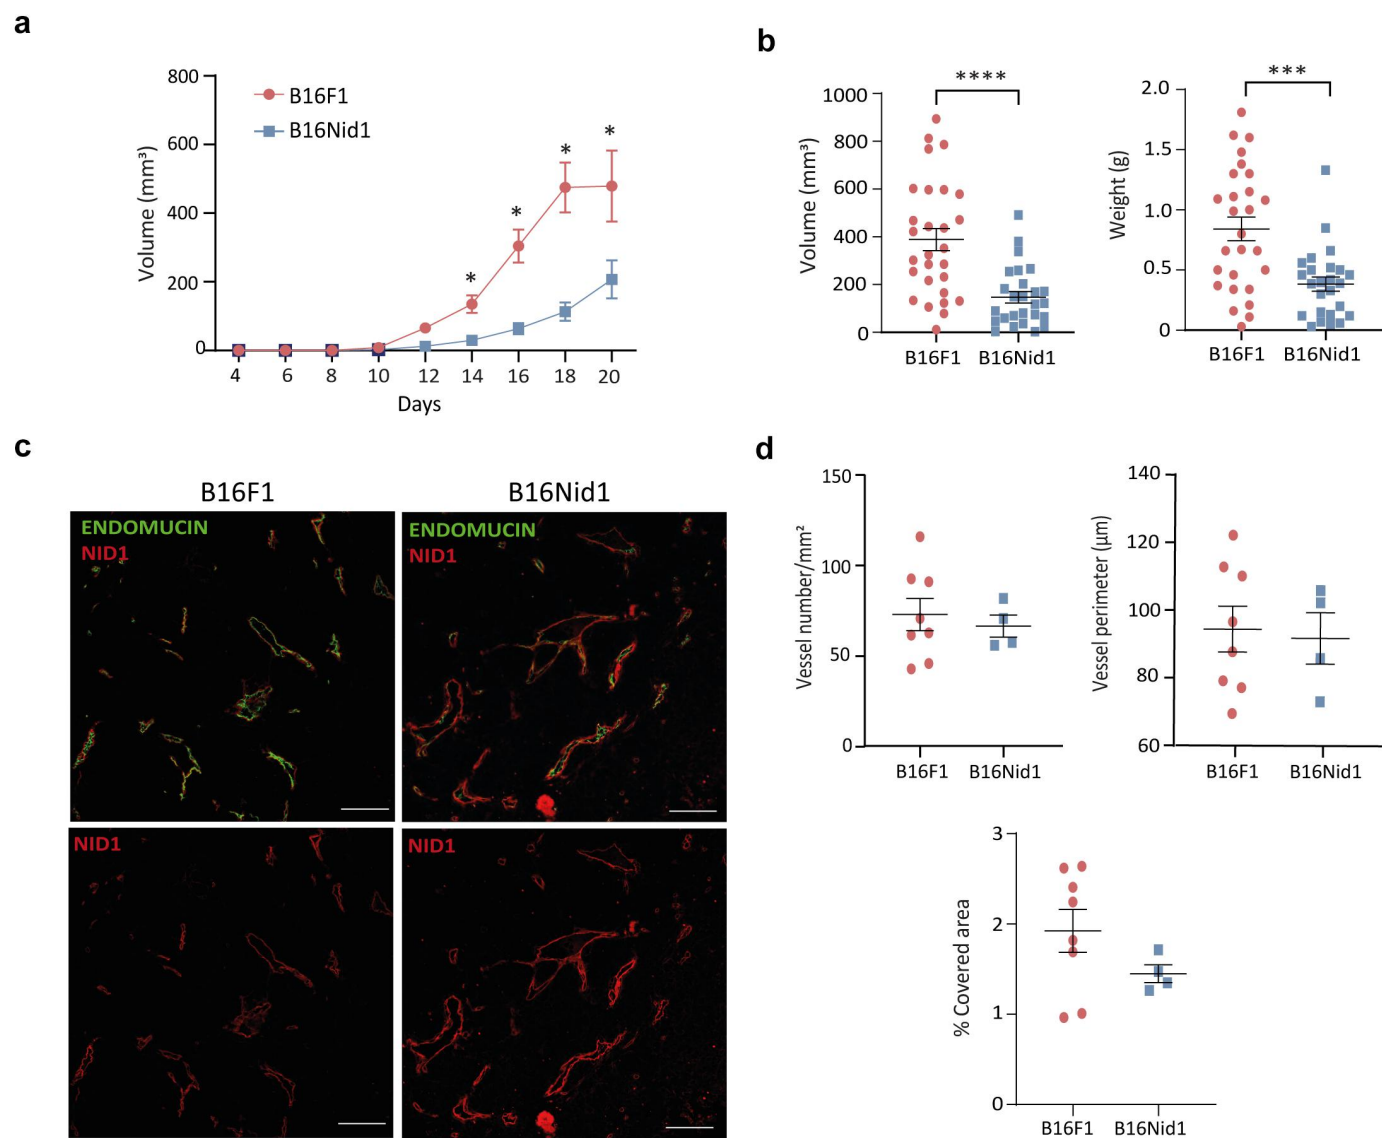 a
800
600
400
200
0
Volume (mm³)
B16F1
B16Nid1
*
*
*
*
4 6 8 10 12 14 16 18 20
Days
b
1000
800
600
400
200
0
Volume (mm³)
****
B16F1 B16Nid1
2.0
1.5
1.0
0.5
0
Weight (g)
***
B16F1 B16Nid1
c
B16F1 B16Nid1
ENDOMUCIN
NID1
ENDOMUCIN
NID1
NID1
NID1
d
150
100
50
0
Vessel number/mm²
B16F1 B16Nid1
140
120
100
80
60
Vessel perimeter (µm)
B16F1 B16Nid1
3
2
1
0
% Covered area
B16F1 B16Nid1